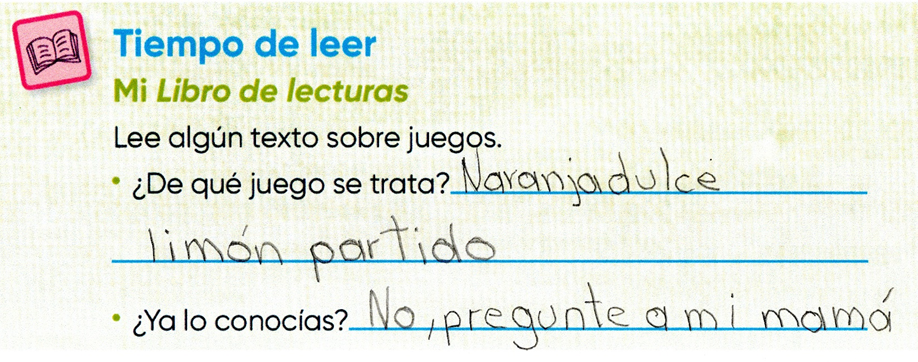 Tiempo de leer
Mi Libro de lecturas
Lee algún texto sobre juegos.
• ¿De qué juego se trata? Naranja dulce
limón partido
• ¿Ya lo conocías? No, pregunte a mi mamá